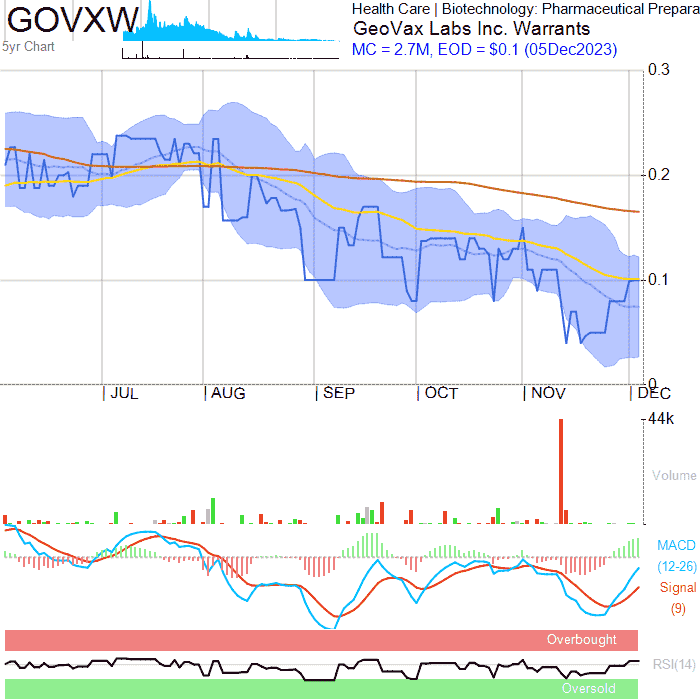 GOVXW
5yr Chart
Health Care | Biotechnology: Pharmaceutical Prepara
GeoVax Labs Inc. Warrants
MC = 2.7M, EOD = $0.1 (05Dec2023)
0.3
0.2
0.1
0
JUL AUG SEP OCT NOV DEC
44k
Volume
MACD
(12-26)
Signal
(9)
Overbought
RSI(14)
Oversold